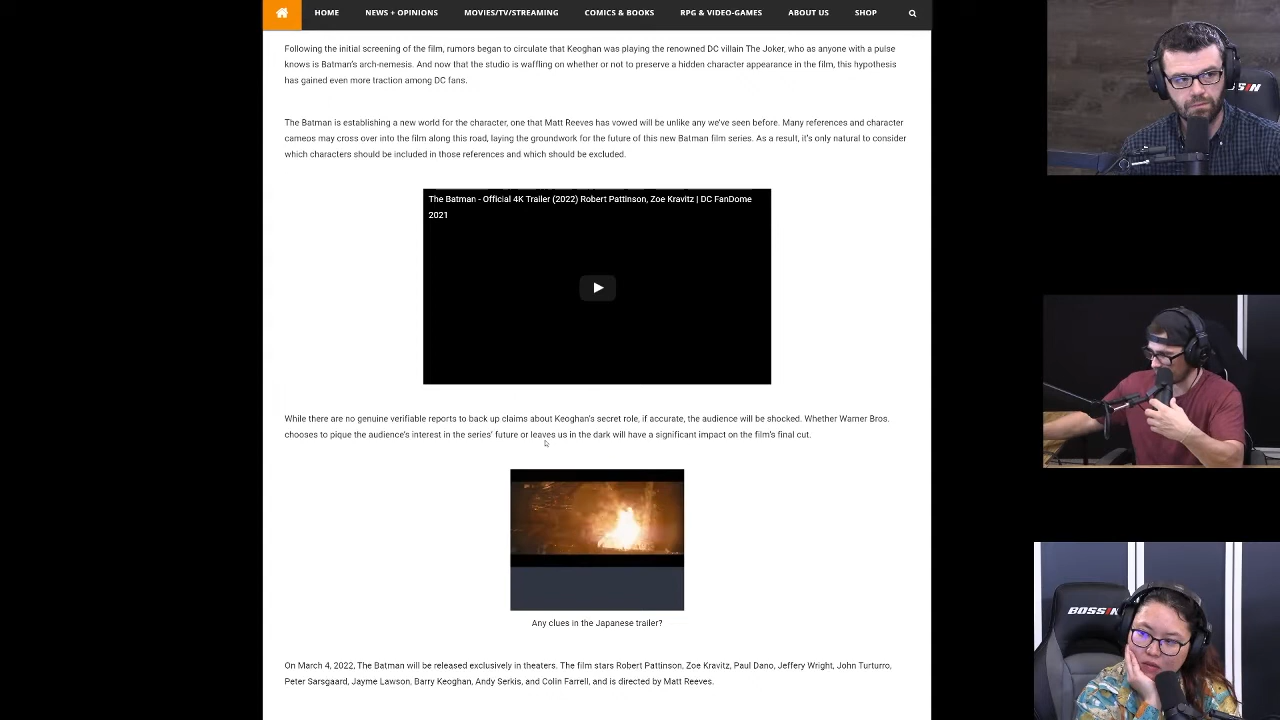 HOME NEWS + OPINIONS MOVIES/TV/STREAMING COMICS & BOOKS RPG & VIDEO-GAMES ABOUT US SHOP
Following the initial screening of the film, rumors began to circulate that Keoghan was playing the renowned DC villain The Joker, who as anyone with a pulse
knows is Batman's arch-nemesis. And now that the studio is waffling on whether or not to preserve a hidden character appearance in the film, this hypothesis
has gained even more traction among DC fans.
The Batman is establishing a new world for the character, one that Matt Reeves has vowed will be unlike any we've seen before. Many references and character
cameos may cross over into the film along this road, laying the groundwork for the future of this new Batman film series. As a result, it's only natural to consider
which characters should be included in those references and which should be excluded.
The Batman - Official 4K Trailer (2022) Robert Pattinson, Zoe Kravitz | DC FanDome
2021
While there are no genuine verifiable reports to back up claims about Keoghan's secret role, if accurate, the audience will be shocked. Whether Warner Bros.
chooses to pique the audience's interest in the series' future or leaves us in the dark will have a significant impact on the film's final cut.
Any clues in the Japanese trailer?
On March 4, 2022, The Batman will be released exclusively in theaters. The film stars Robert Pattinson, Zoe Kravitz, Paul Dano, Jeffery Wright, John Turturro,
Peter Sarsgaard, Jayme Lawson, Barry Keoghan, Andy Serkis, and Colin Farrell, and is directed by Matt Reeves.